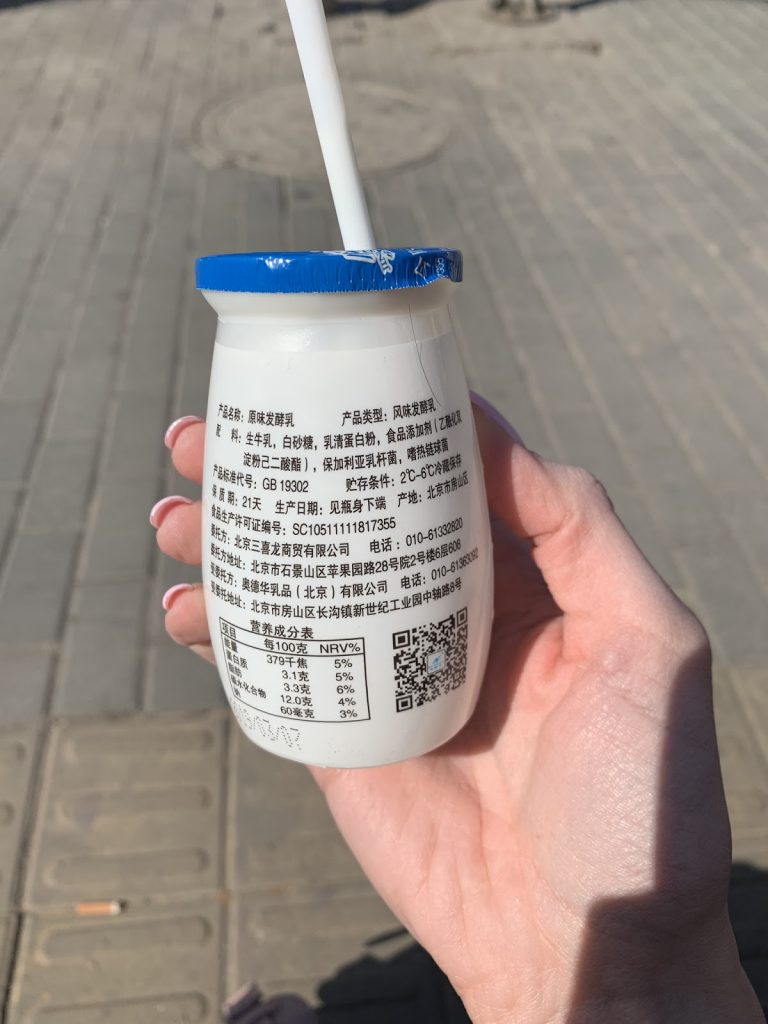 产品名称：原味发酵乳 产品类型：风味发酵乳
配 料：生牛乳，白砂糖，乳清蛋白粉，食品添加剂（乙酰化双
淀粉己二酸酯），保加利亚乳杆菌，嗜热链球菌
产品标准代号：GB 19302 贮存条件：2℃-6℃冷藏保存
保 质 期：21天 生产日期：见瓶身下端 产地：北京市房山区
食品生产许可证编号：SC10511111817355
委托方：北京三喜龙商贸有限公司 电话：010-61332820
委托方地址：北京市石景山区苹果园路28号院2号楼6层606
受委托方：奥德华乳品（北京）有限公司 电话：010-61363092
受委托地址：北京市房山区长沟镇新世纪工业园中轴路8号
营养成分表
项目 每100克 NRV%
能量 379千焦 5%
蛋白质 3.1克 5%
脂肪 3.3克 6%
碳水化合物 12.0克 4%
钠 60毫克 3%
/03/07